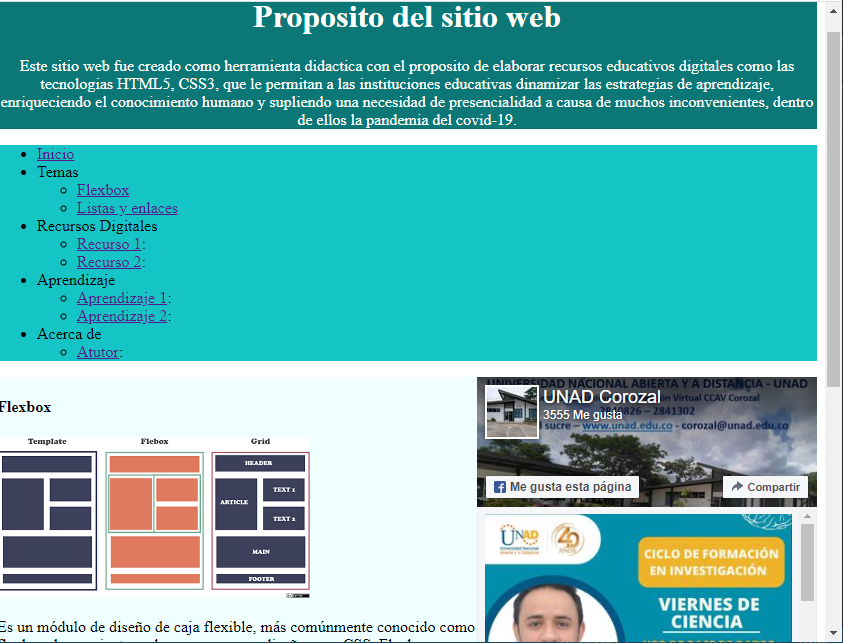 Proposito del sitio web
Este sitio web fue creado como herramienta didactica con el proposito de elaborar recursos educativos digitales como las
tecnologias HTML5, CSS3, que le permitan a las instituciones educativas dinamizar las estrategias de aprendizaje,
enriqueciendo el conocimiento humano y supliendo una necesidad de presencialidad a causa de muchos inconvenientes, dentro
de ellos la pandemia del covid-19.
Inicio
Temas
Flexbox
Listas y enlaces
Recursos Digitales
Recurso 1:
Recurso 2:
Aprendizaje
Aprendizaje 1:
Aprendizaje 2:
Acerca de
Atutor:
Flexbox
Template
Flebox
Grid
HEADER
ARTICLE
TEXT 1
TEXT 2
MAIN
FOOTER
Es un módulo de diseño de caja flexible, más comúnmente conocido como
UNIVERSIDAD NACIONAL ABIERTA Y A DISTANCIA - UNAD
UNAD Corozal
Virtual CCAV Corozal
3555 Me gusta
2840826 - 2841302
sucre - www.unad.edu.co - corozal@unad.edu.co
Me gusta esta página
Compartir
UNAD
40
AÑOS
CICLO DE FORMACIÓN
EN INVESTIGACIÓN
VIERNES DE
CIENCIA